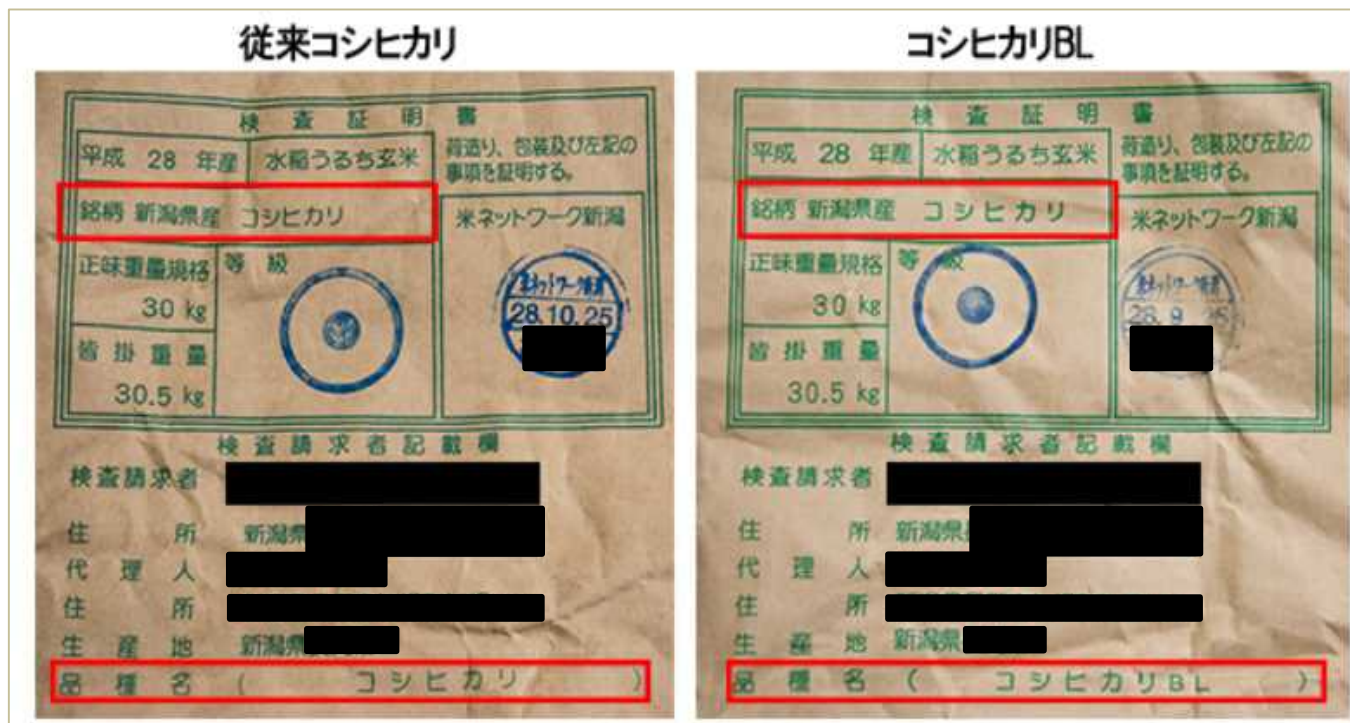 従来コシヒカリ
検査証明書
平成 28 年産 水稲うるち玄米
荷造り、包装及び左記の
事項を証明する。
銘柄 新潟県産 コシヒカリ
米ネットワーク新潟
正味重量規格
30 kg
等級
28.10.25
皆掛重量
30.5 kg
検査請求者記載欄
検査請求者
住所 新潟県
代理人
住所
生産地 新潟県
品種名 ( コシヒカリ )
コシヒカリBL
検査証明書
平成 28 年産 水稲うるち玄米
荷造り、包装及び左記の
事項を証明する。
銘柄 新潟県産 コシヒカリ
米ネットワーク新潟
正味重量規格
30 kg
等級
皆掛重量
30.5 kg
検査請求者記載欄
検査請求者
住所 新潟県
代理人
住所
生産地 新潟県
品種名 ( コシヒカリBL )